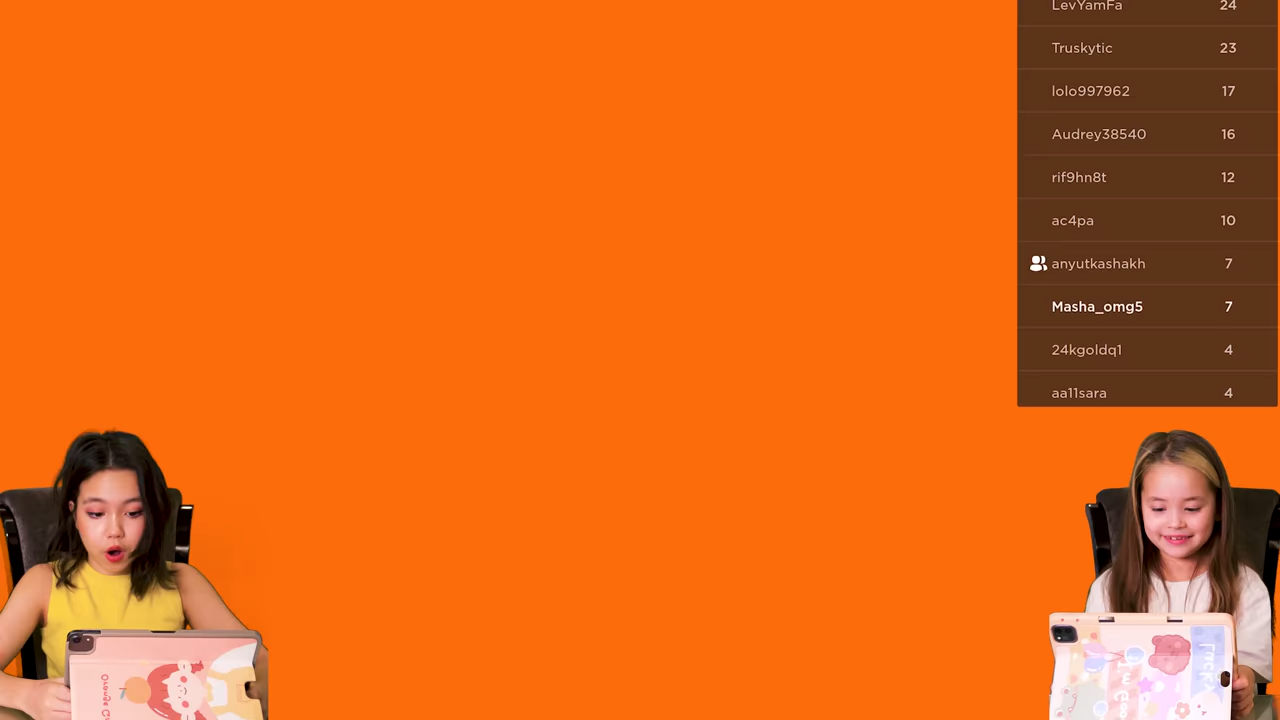 LevYamFa 24
Truskytic 23
lolo997962 17
Audrey38540 16
rif9hn8t 12
ac4pa 10
anyutkashakh 7
Masha_omg5 7
24kgoldq1 4
aa11sara 4